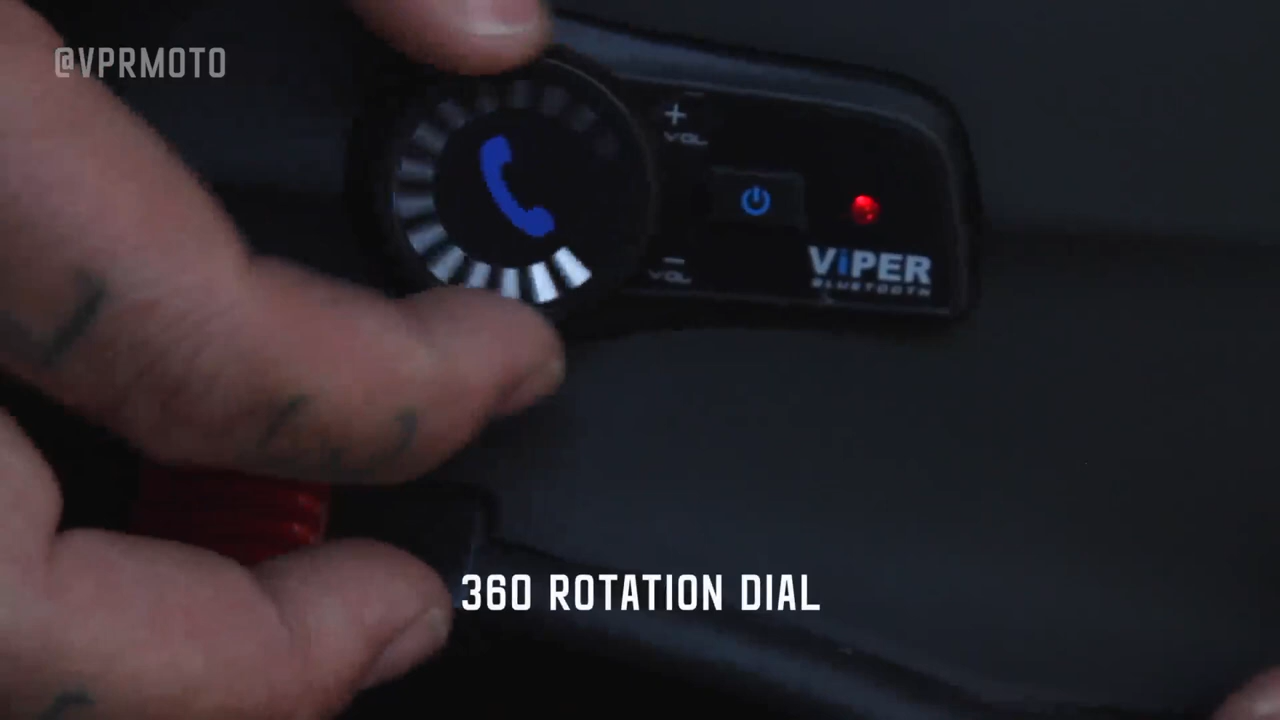 @VPRMOTO
+
VOL
ViPER
BLUETOOTH
–
VOL
360 ROTATION DIAL